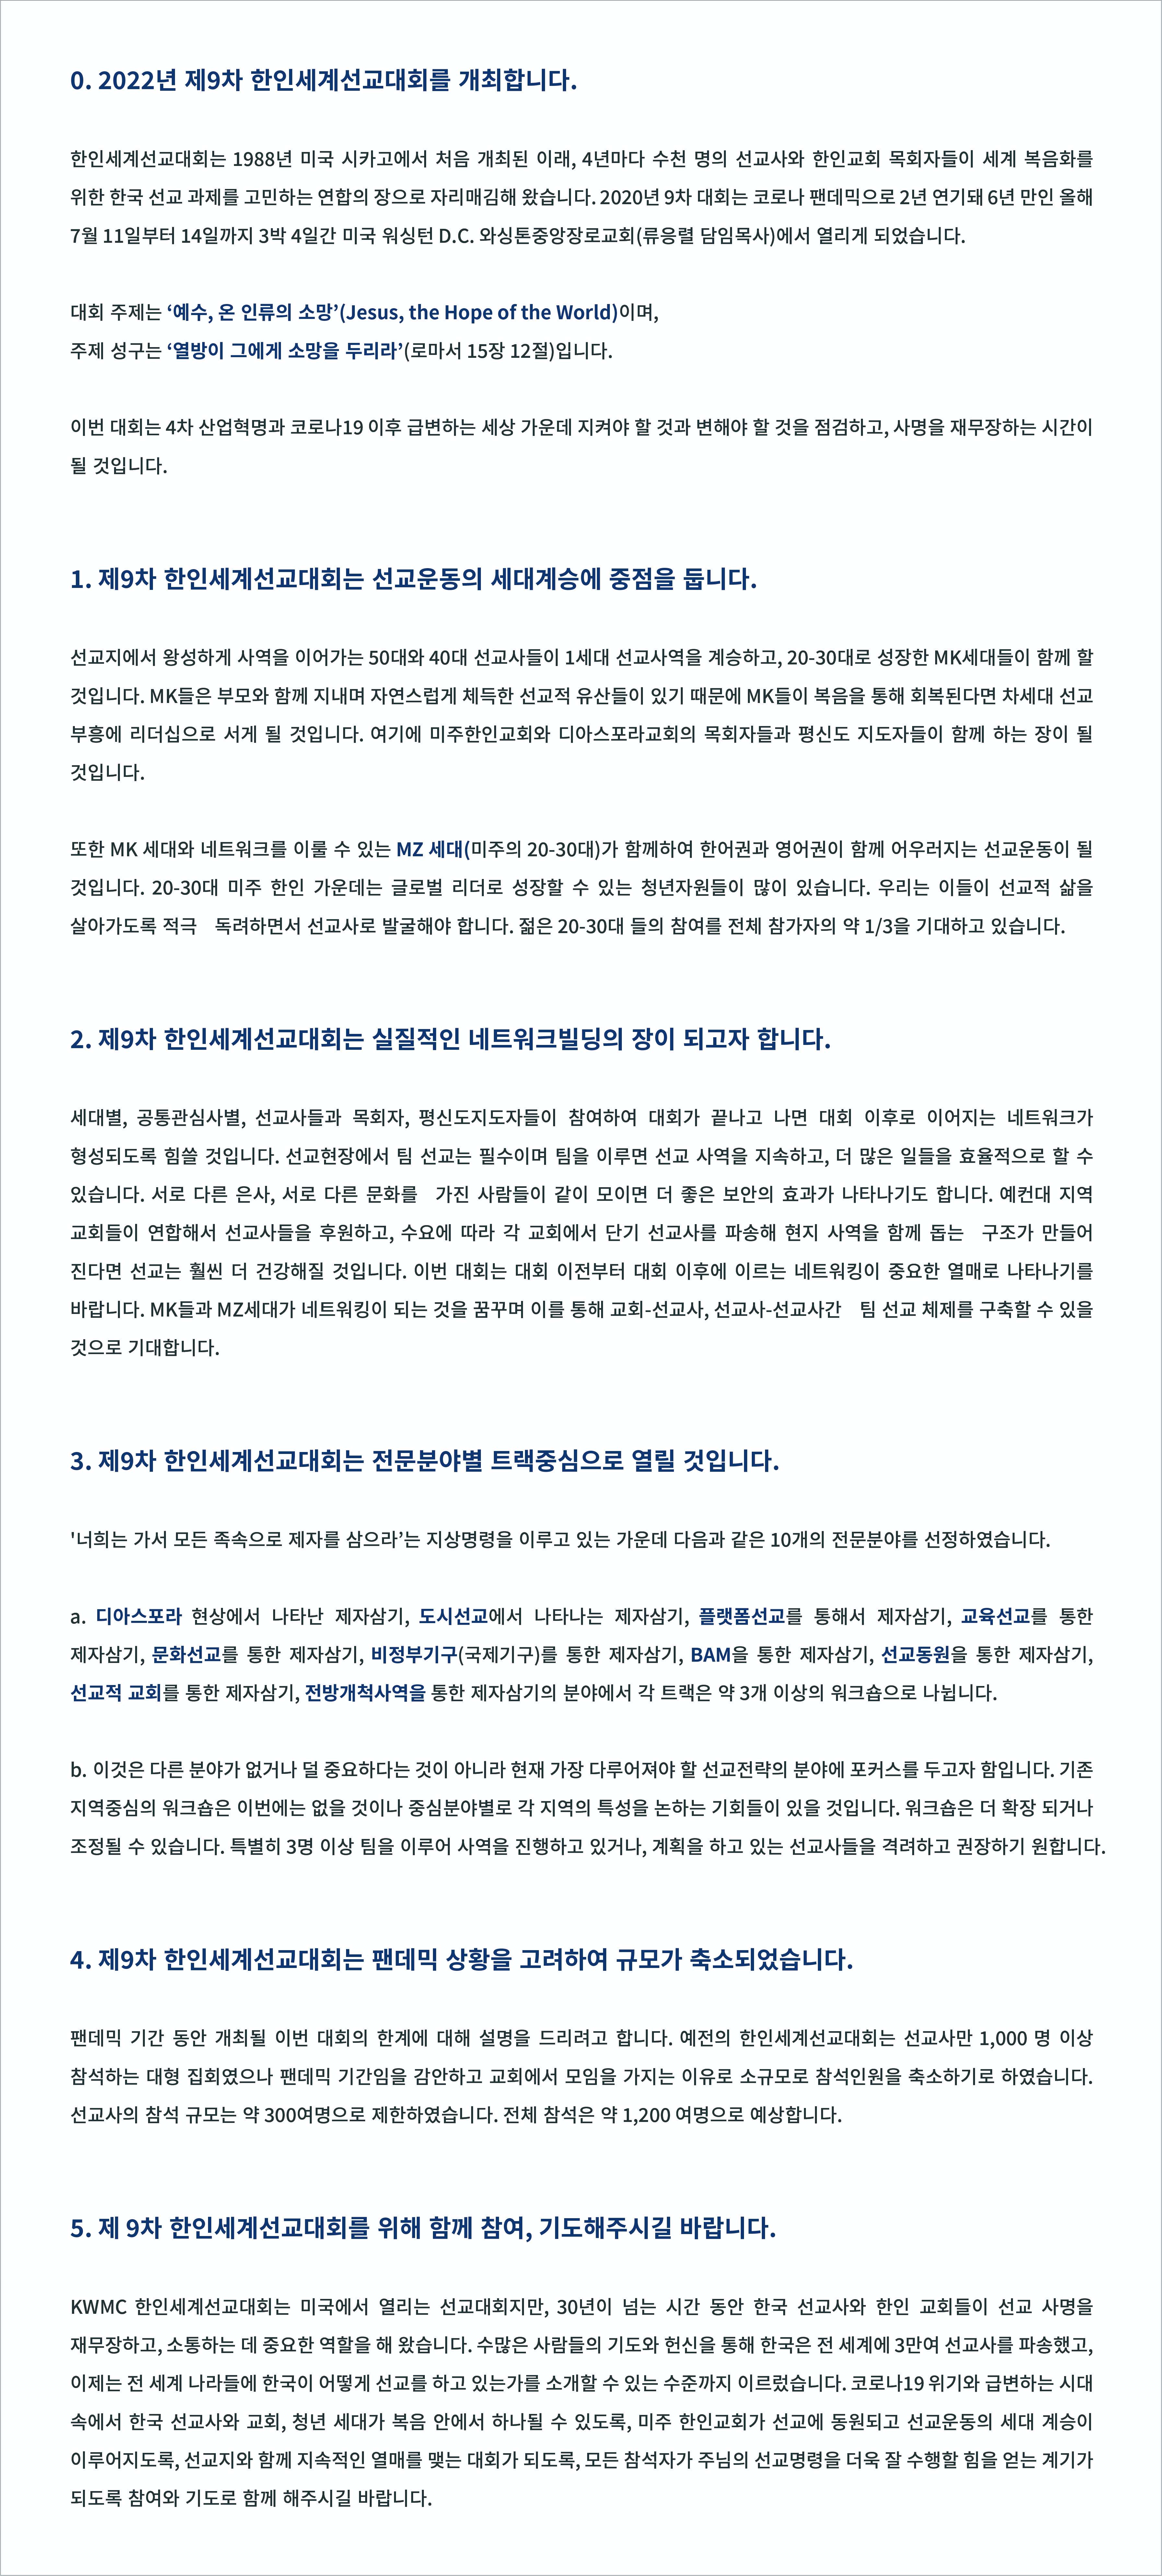 0. 2022년 제9차 한인세계선교대회를 개최합니다.
한인세계선교대회는 1988년 미국 시카고에서 처음 개최된 이래, 4년마다 수천 명의 선교사와 한인교회 목회자들이 세계 복음화를
위한 한국 선교 과제를 고민하는 연합의 장으로 자리매김해 왔습니다. 2020년 9차 대회는 코로나 팬데믹으로 2년 연기돼 6년 만인 올해
7월 11일부터 14일까지 3박 4일간 미국 워싱턴 D.C. 와싱톤중앙장로교회(류응렬 담임목사)에서 열리게 되었습니다.
대회 주제는 ‘예수, 온 인류의 소망’(Jesus, the Hope of the World)이며,
주제 성구는 ‘열방이 그에게 소망을 두리라’(로마서 15장 12절)입니다.
이번 대회는 4차 산업혁명과 코로나19 이후 급변하는 세상 가운데 지켜야 할 것과 변해야 할 것을 점검하고, 사명을 재무장하는 시간이
될 것입니다.
1. 제9차 한인세계선교대회는 선교운동의 세대계승에 중점을 둡니다.
선교지에서 왕성하게 사역을 이어가는 50대와 40대 선교사들이 1세대 선교사역을 계승하고, 20-30대로 성장한 MK세대들이 함께 할
것입니다. MK들은 부모와 함께 지내며 자연스럽게 체득한 선교적 유산들이 있기 때문에 MK들이 복음을 통해 회복된다면 차세대 선교
부흥에 리더십으로 서게 될 것입니다. 여기에 미주한인교회와 디아스포라교회의 목회자들과 평신도 지도자들이 함께 하는 장이 될
것입니다.
또한 MK 세대와 네트워크를 이룰 수 있는 MZ 세대(미주의 20-30대)가 함께하여 한어권과 영어권이 함께 어우러지는 선교운동이 될
것입니다. 20-30대 미주 한인 가운데는 글로벌 리더로 성장할 수 있는 청년자원들이 많이 있습니다. 우리는 이들이 선교적 삶을
살아가도록 적극 독려하면서 선교사로 발굴해야 합니다. 젊은 20-30대 들의 참여를 전체 참가자의 약 1/3을 기대하고 있습니다.
2. 제9차 한인세계선교대회는 실질적인 네트워크빌딩의 장이 되고자 합니다.
세대별, 공통관심사별, 선교사들과 목회자, 평신도지도자들이 참여하여 대회가 끝나고 나면 대회 이후로 이어지는 네트워크가
형성되도록 힘쓸 것입니다. 선교현장에서 팀 선교는 필수이며 팀을 이루면 선교 사역을 지속하고, 더 많은 일들을 효율적으로 할 수
있습니다. 서로 다른 은사, 서로 다른 문화를 가진 사람들이 같이 모이면 더 좋은 보안의 효과가 나타나기도 합니다. 예컨대 지역
교회들이 연합해서 선교사들을 후원하고, 수요에 따라 각 교회에서 단기 선교사를 파송해 현지 사역을 함께 돕는 구조가 만들어
진다면 선교는 훨씬 더 건강해질 것입니다. 이번 대회는 대회 이전부터 대회 이후에 이르는 네트워킹이 중요한 열매로 나타나기를
바랍니다. MK들과 MZ세대가 네트워킹이 되는 것을 꿈꾸며 이를 통해 교회-선교사, 선교사-선교사간 팀 선교 체제를 구축할 수 있을
것으로 기대합니다.
3. 제9차 한인세계선교대회는 전문분야별 트랙중심으로 열릴 것입니다.
'너희는 가서 모든 족속으로 제자를 삼으라’는 지상명령을 이루고 있는 가운데 다음과 같은 10개의 전문분야를 선정하였습니다.
a. 디아스포라 현상에서 나타난 제자삼기, 도시선교에서 나타나는 제자삼기, 플랫폼선교를 통해서 제자삼기, 교육선교를 통한
제자삼기, 문화선교를 통한 제자삼기, 비정부기구(국제기구)를 통한 제자삼기, BAM을 통한 제자삼기, 선교동원을 통한 제자삼기,
선교적 교회를 통한 제자삼기, 전방개척사역을 통한 제자삼기의 분야에서 각 트랙은 약 3개 이상의 워크숍으로 나뉩니다.
b. 이것은 다른 분야가 없거나 덜 중요하다는 것이 아니라 현재 가장 다루어져야 할 선교전략의 분야에 포커스를 두고자 함입니다. 기존
지역중심의 워크숍은 이번에는 없을 것이나 중심분야별로 각 지역의 특성을 논하는 기회들이 있을 것입니다. 워크숍은 더 확장 되거나
조정될 수 있습니다. 특별히 3명 이상 팀을 이루어 사역을 진행하고 있거나, 계획을 하고 있는 선교사들을 격려하고 권장하기 원합니다.
4. 제9차 한인세계선교대회는 팬데믹 상황을 고려하여 규모가 축소되었습니다.
팬데믹 기간 동안 개최될 이번 대회의 한계에 대해 설명을 드리려고 합니다. 예전의 한인세계선교대회는 선교사만 1,000 명 이상
참석하는 대형 집회였으나 팬데믹 기간임을 감안하고 교회에서 모임을 가지는 이유로 소규모로 참석인원을 축소하기로 하였습니다.
선교사의 참석 규모는 약 300여명으로 제한하였습니다. 전체 참석은 약 1,200 여명으로 예상합니다.
5. 제 9차 한인세계선교대회를 위해 함께 참여, 기도해주시길 바랍니다.
KWMC 한인세계선교대회는 미국에서 열리는 선교대회지만, 30년이 넘는 시간 동안 한국 선교사와 한인 교회들이 선교 사명을
재무장하고, 소통하는 데 중요한 역할을 해 왔습니다. 수많은 사람들의 기도와 헌신을 통해 한국은 전 세계에 3만여 선교사를 파송했고,
이제는 전 세계 나라들에 한국이 어떻게 선교를 하고 있는가를 소개할 수 있는 수준까지 이르렀습니다. 코로나19 위기와 급변하는 시대
속에서 한국 선교사와 교회, 청년 세대가 복음 안에서 하나될 수 있도록, 미주 한인교회가 선교에 동원되고 선교운동의 세대 계승이
이루어지도록, 선교지와 함께 지속적인 열매를 맺는 대회가 되도록, 모든 참석자가 주님의 선교명령을 더욱 잘 수행할 힘을 얻는 계기가
되도록 참여와 기도로 함께 해주시길 바랍니다.